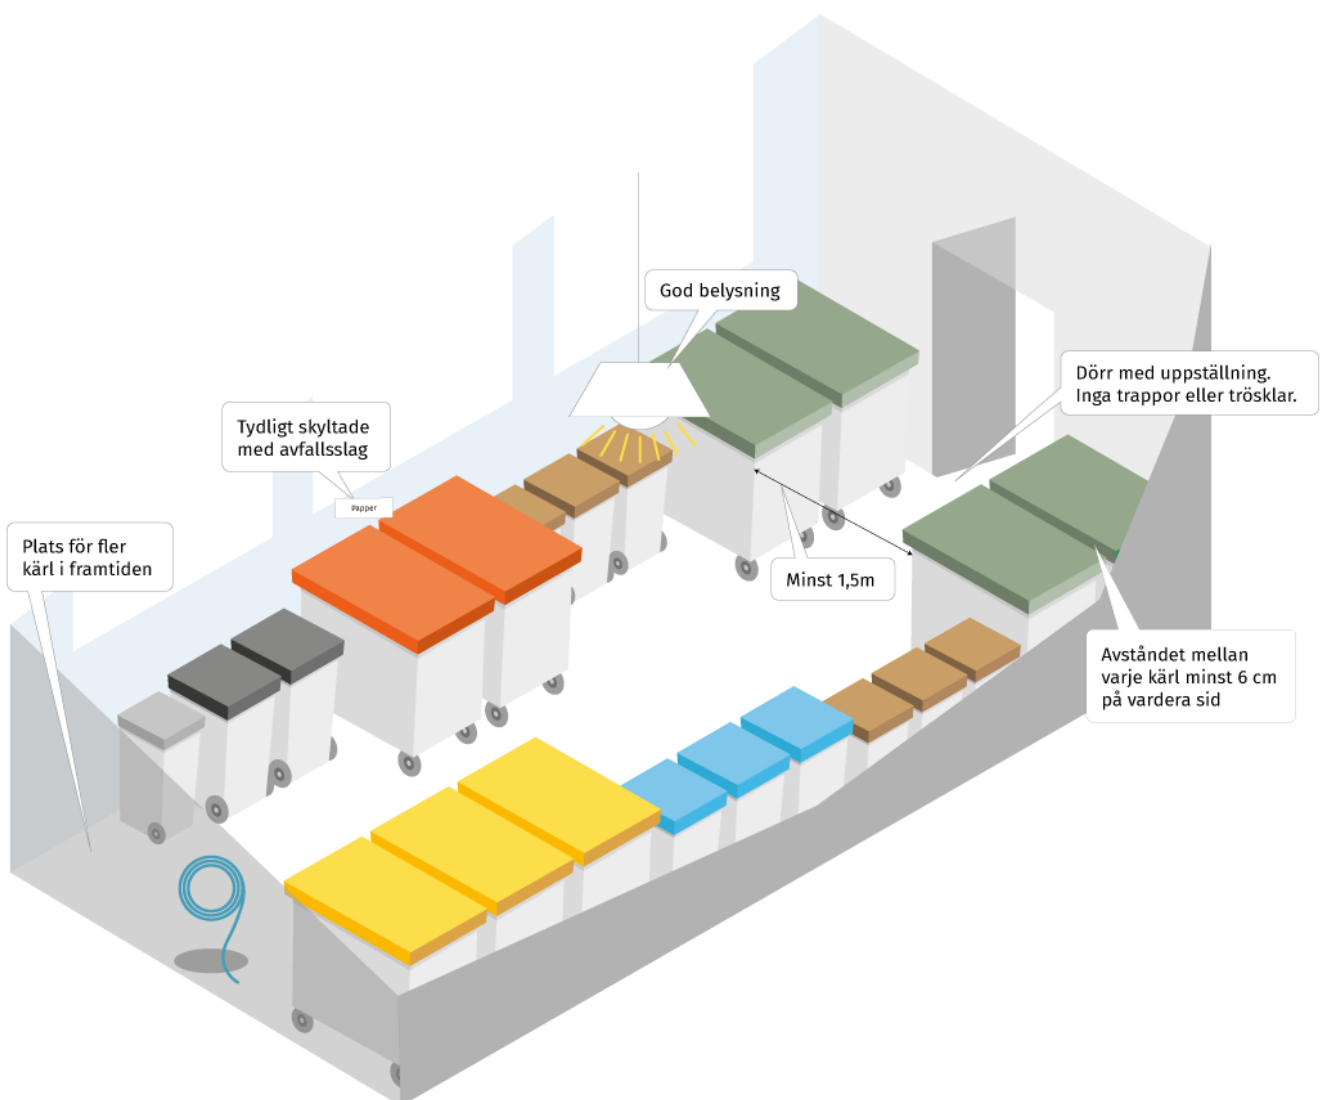 God belysning
Dörr med uppställning.
Inga trappor eller trösklar.
Tydligt skyltade
med avfallsslag
Papper
Plats för fler
kärl i framtiden
Minst 1,5m
Avståndet mellan
varje kärl minst 6 cm
på vardera sid